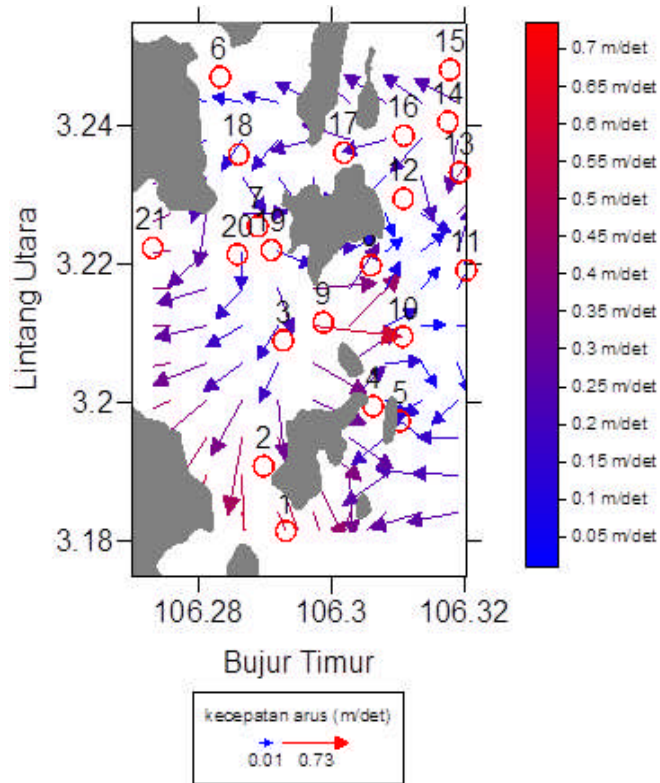 6
15
14
16
17
18
13
12
7
21
20
19
11
9
3
10
4
5
2
1
3.24
3.22
3.2
3.18
106.28
106.3
106.32
Lintang Utara
Bujur Timur
0.7 m/det
0.65 m/det
0.6 m/det
0.55 m/det
0.5 m/det
0.45 m/det
0.4 m/det
0.35 m/det
0.3 m/det
0.25 m/det
0.2 m/det
0.15 m/det
0.1 m/det
0.05 m/det
kecepatan arus (m/det)
0.01 0.73